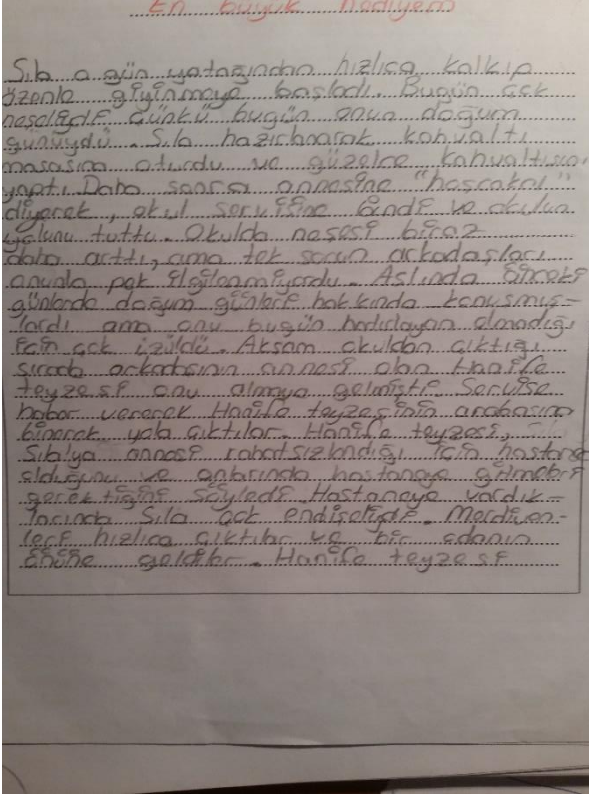 En büyük hediyem
Sıla o gün yatağından hızlıca kalkıp
özenle giyinmeye başladı. Bugün çok
neşeliydi çünkü bugün onun doğum
günüydü. Sıla hazırlanarak kahvaltı
masasına oturdu ve güzelce kahvaltısını
yaptı. Daha sonra annesine "hoşcakal"
diyerek, okul servisine bindi ve okulun
yolunu tuttu. Okulda neşesi biraz
daha arttı, ama tek sorun arkadaşları
onunla pek ilgilenmiyordu. Aslında önceki
günlerde doğum günleri hakkında konuşmuş-
lardı ama onu bugün hatırlayan olmadığı
için çok üzüldü. Akşam okuldan çıktığı
sırada arkadaşının annesi olan Hanife
teyzesi onu almaya gelmişti. Servise
haber vererek Hanife teyzesinin arabasına
binerek yola çıktılar. Hanife teyzesi,
Sıla'ya annesi rahatsızlandığı için hastane
olduğunu ve onlarında hastaneye gitmeleri
gerektiğini söyledi. Hastaneye vardık-
larında Sıla çok endişeliydi. Merdiven-
leri hızlıca çıktılar ve bir odanın
önüne geldiler. Hanife teyzesi